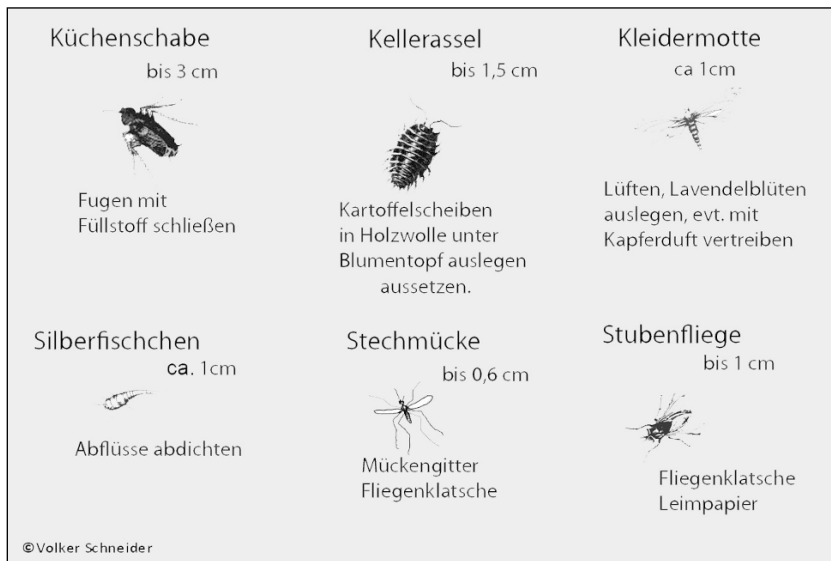 Küchenschabe
bis 3 cm
Fugen mit
Füllstoff schließen
Kellerassel
bis 1,5 cm
Kartoffelscheiben
in Holzwolle unter
Blumentopf auslegen
aussetzen.
Kleidermotte
ca 1cm
Lüften, Lavendelblüten
auslegen, evt. mit
Kapferduft vertreiben
Silberfischchen
ca. 1cm
Abflüsse abdichten
Stechmücke
bis 0,6 cm
Mückengitter
Fliegenklatsche
Stubenfliege
bis 1 cm
Fliegenklatsche
Leimpapier
©Volker Schneider